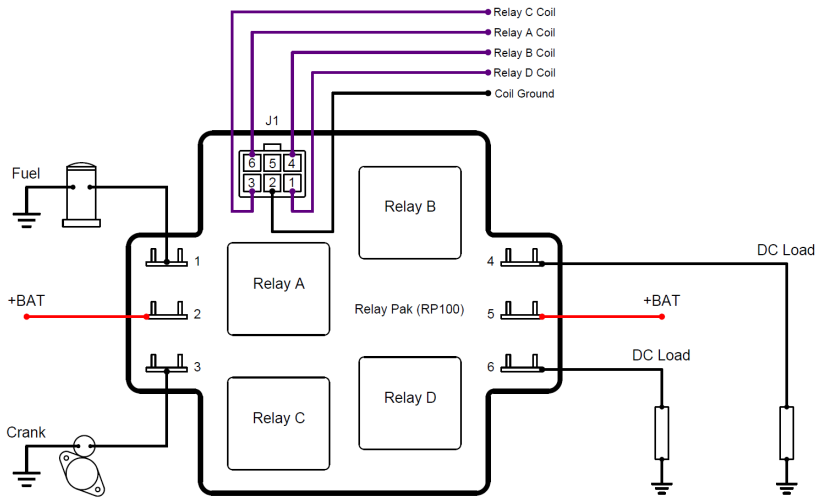 Relay C Coil
Relay A Coil
Relay B Coil
Relay D Coil
Coil Ground
J1
6 5 4
3 2 1
Fuel
Relay B
1
4
DC Load
Relay A
+BAT
2
Relay Pak (RP100)
5
+BAT
3
6
DC Load
Relay C
Relay D
Crank